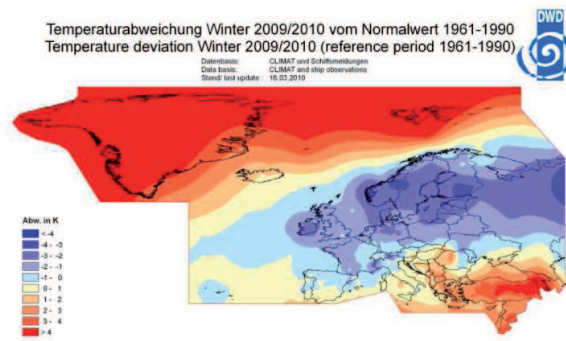 Temperaturabweichung Winter 2009/2010 vom Normalwert 1961-1990
Temperature deviation Winter 2009/2010 (reference period 1961-1990)
DWD
Datenbasis: CLIMAT und Schiffsmeldungen
Data basis: CLIMAT and ship observations
Stand/ last update : 16.03.2010
Abw. in K
< -4
-4 - -3
-3 - -2
-2 - -1
-1 - 0
0 - 1
1 - 2
2 - 3
3 - 4
> 4